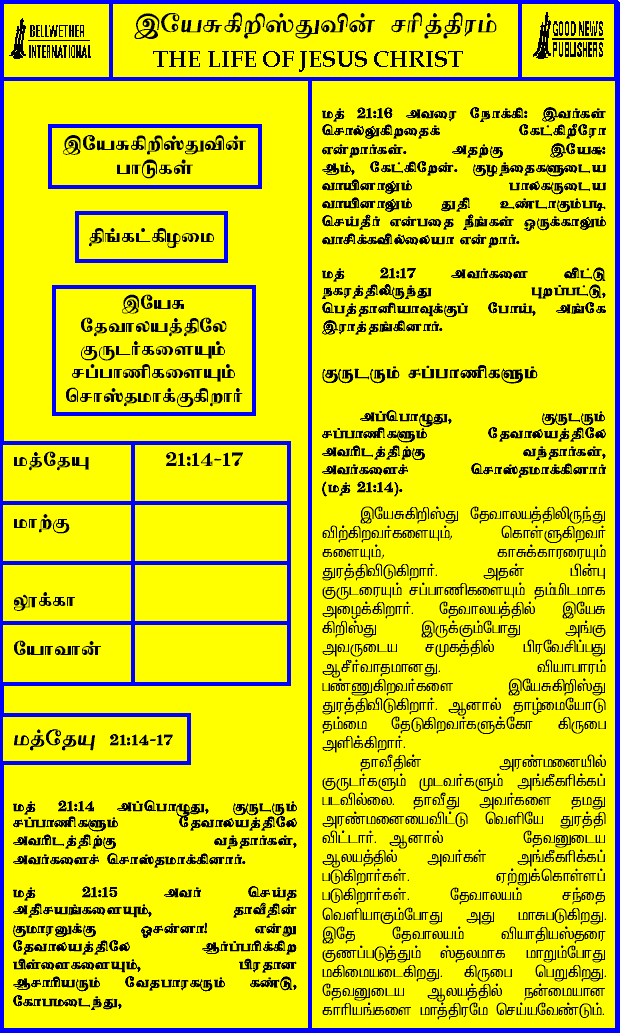 BELLWETHER
INTERNATIONAL
இயேசுகிறிஸ்துவின் சரித்திரம்
THE LIFE OF JESUS CHRIST
GOOD NEWS
PUBLISHERS
இயேசுகிறிஸ்துவின்
பாடுகள்
திங்கட்கிழமை
இயேசு
தேவாலயத்திலே
குருடர்களையும்
சப்பாணிகளையும்
சொஸ்தமாக்குகிறார்
மத்தேயு 21:14-17
மாற்கு
லூக்கா
யோவான்
மத்தேயு 21:14-17
மத் 21:14 அப்பொழுது, குருடரும்
சப்பாணிகளும் தேவாலயத்திலே
அவரிடத்திற்கு வந்தார்கள்,
அவர்களைச் சொஸ்தமாக்கினார்.
மத் 21:15 அவர் செய்த
அதிசயங்களையும், தாவீதின்
குமாரனுக்கு ஓசன்னா! என்று
தேவாலயத்திலே ஆர்ப்பரிக்கிற
பிள்ளைகளையும், பிரதான
ஆசாரியரும் வேதபாரகரும் கண்டு,
கோபமடைந்து,
மத் 21:16 அவரை நோக்கி: இவர்கள்
சொல்லுகிறதைக் கேட்கிறீரோ
என்றார்கள். அதற்கு இயேசு:
ஆம், கேட்கிறேன். குழந்தைகளுடைய
வாயினாலும் பாலகருடைய
வாயினாலும் துதி உண்டாகும்படி
செய்தீர் என்பதை நீங்கள் ஒருக்காலும்
வாசிக்கவில்லையா என்றார்.
மத் 21:17 அவர்களை விட்டு
நகரத்திலிருந்து புறப்பட்டு,
பெத்தானியாவுக்குப் போய், அங்கே
இராத்தங்கினார்.
குருடரும் சப்பாணிகளும்
அப்பொழுது, குருடரும்
சப்பாணிகளும் தேவாலயத்திலே
அவரிடத்திற்கு வந்தார்கள்,
அவர்களைச் சொஸ்தமாக்கினார்
(மத் 21:14).
இயேசுகிறிஸ்து தேவாலயத்திலிருந்து
விற்கிறவர்களையும், கொள்ளுகிறவர்
களையும், காசுக்காரரையும்
துரத்திவிடுகிறார். அதன் பின்பு
குருடரையும் சப்பாணிகளையும் தம்மிடமாக
அழைக்கிறார். தேவாலயத்தில் இயேசு
கிறிஸ்து இருக்கும்போது அங்கு
அவருடைய சமுகத்தில் பிரவேசிப்பது
ஆசீர்வாதமானது. வியாபாரம்
பண்ணுகிறவர்களை இயேசுகிறிஸ்து
துரத்திவிடுகிறார். ஆனால் தாழ்மையோடு
தம்மை தேடுகிறவர்களுக்கோ கிருபை
அளிக்கிறார்.
தாவீதின் அரண்மனையில்
குருடர்களும் முடவர்களும் அங்கீகரிக்கப்
படவில்லை. தாவீது அவர்களை தமது
அரண்மனையைவிட்டு வெளியே துரத்தி
விட்டார். ஆனால் தேவனுடைய
ஆலயத்தில் அவர்கள் அங்கீகரிக்கப்
படுகிறார்கள். ஏற்றுக்கொள்ளப்
படுகிறார்கள். தேவாலயம் சந்தை
வெளியாகும்போது அது மாசுபடுகிறது.
இதே தேவாலயம் வியாதியஸ்தரை
குணப்படுத்தும் ஸ்தலமாக மாறும்போது
மகிமையடைகிறது. கிருபை பெறுகிறது.
தேவனுடைய ஆலயத்தில் நன்மையான
காரியங்களை மாத்திரமே செய்யவேண்டும்.